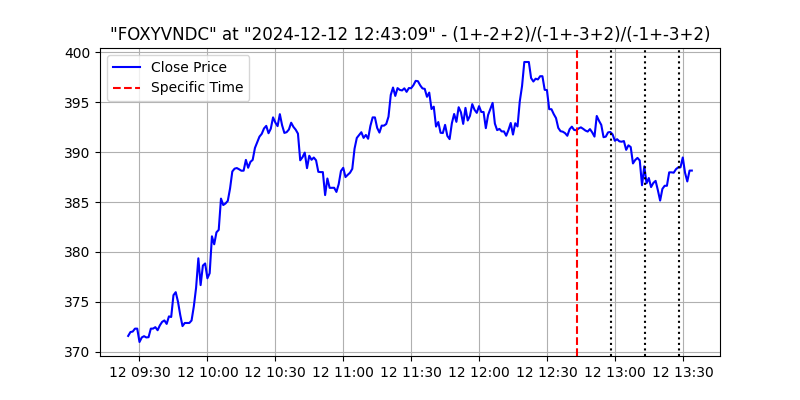 "FOXYVNDC" at "2024-12-12 12:43:09" - (1+-2+2)/(-1+-3+2)/(-1+-3+2)
Close Price
Specific Time
400
395
390
385
380
375
370
12 09:30 12 10:00 12 10:30 12 11:00 12 11:30 12 12:00 12 12:30 12 13:00 12 13:30